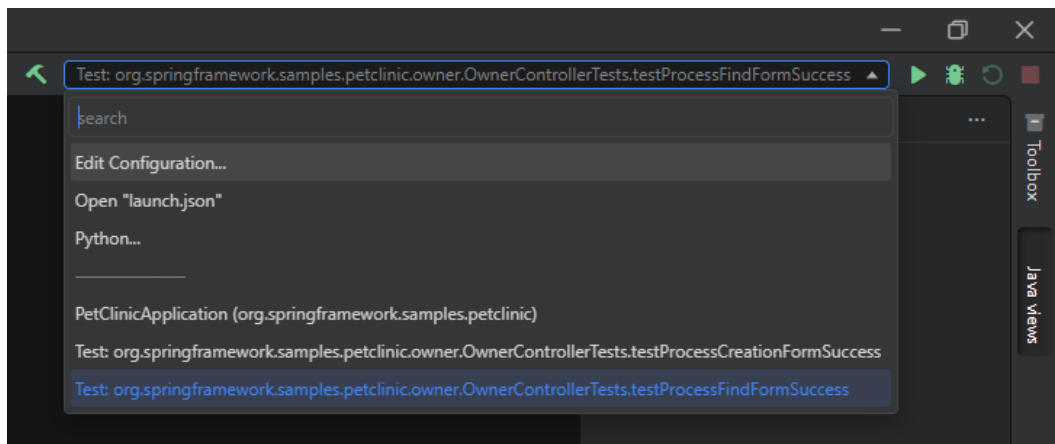 Test: org.springframework.samples.petclinic.owner.OwnerControllerTests.testProcessFindFormSuccess
search
Edit Configuration...
Open "launch.json"
Python...
PetClinicApplication (org.springframework.samples.petclinic)
Test: org.springframework.samples.petclinic.owner.OwnerControllerTests.testProcessCreationFormSuccess
Test: org.springframework.samples.petclinic.owner.OwnerControllerTests.testProcessFindFormSuccess
Toolbox
Java views